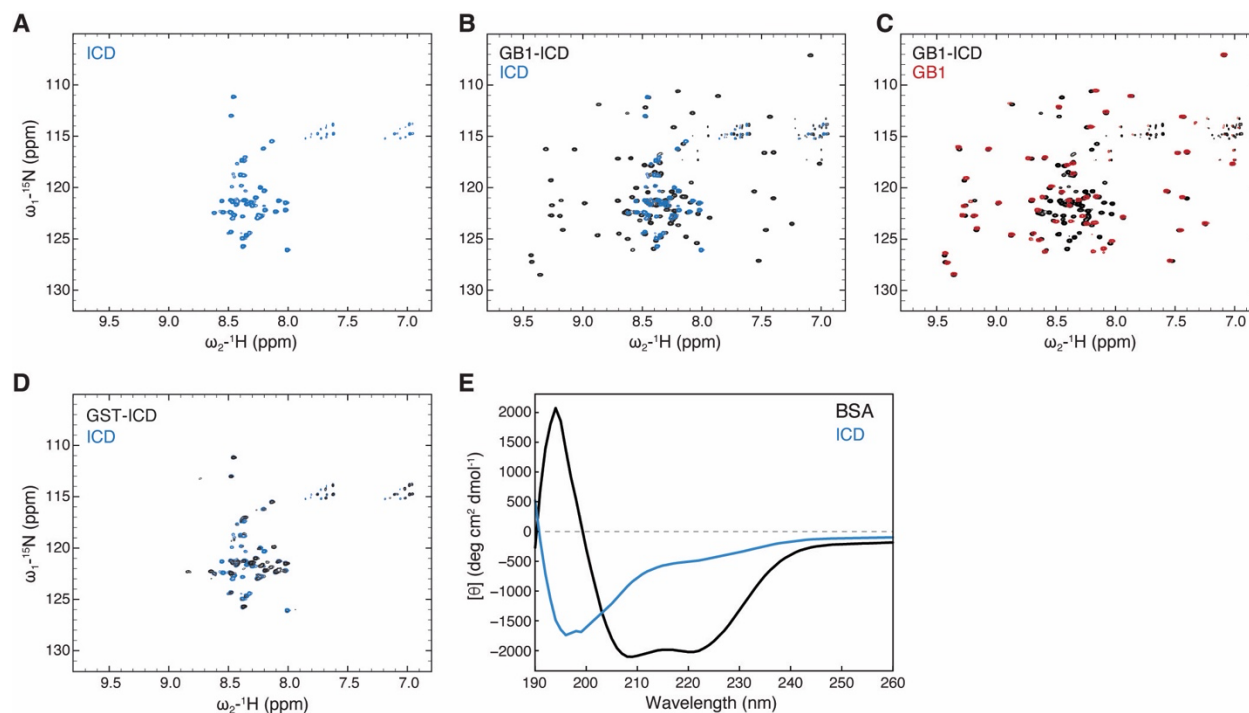 A
ICD
110
115
120
125
130
9.5 9.0 8.5 8.0 7.5 7.0
ω₁-¹⁵N (ppm)
ω₂-¹H (ppm)
B
GB1-ICD
ICD
110
115
120
125
130
9.5 9.0 8.5 8.0 7.5 7.0
ω₁-¹⁵N (ppm)
ω₂-¹H (ppm)
C
GB1-ICD
GB1
110
115
120
125
130
9.5 9.0 8.5 8.0 7.5 7.0
ω₁-¹⁵N (ppm)
ω₂-¹H (ppm)
D
GST-ICD
ICD
110
115
120
125
130
9.5 9.0 8.5 8.0 7.5 7.0
ω₁-¹⁵N (ppm)
ω₂-¹H (ppm)
E
BSA
ICD
2000
1500
1000
500
0
−500
−1000
−1500
−2000
[θ] (deg cm² dmol⁻¹)
190 200 210 220 230 240 250 260
Wavelength (nm)